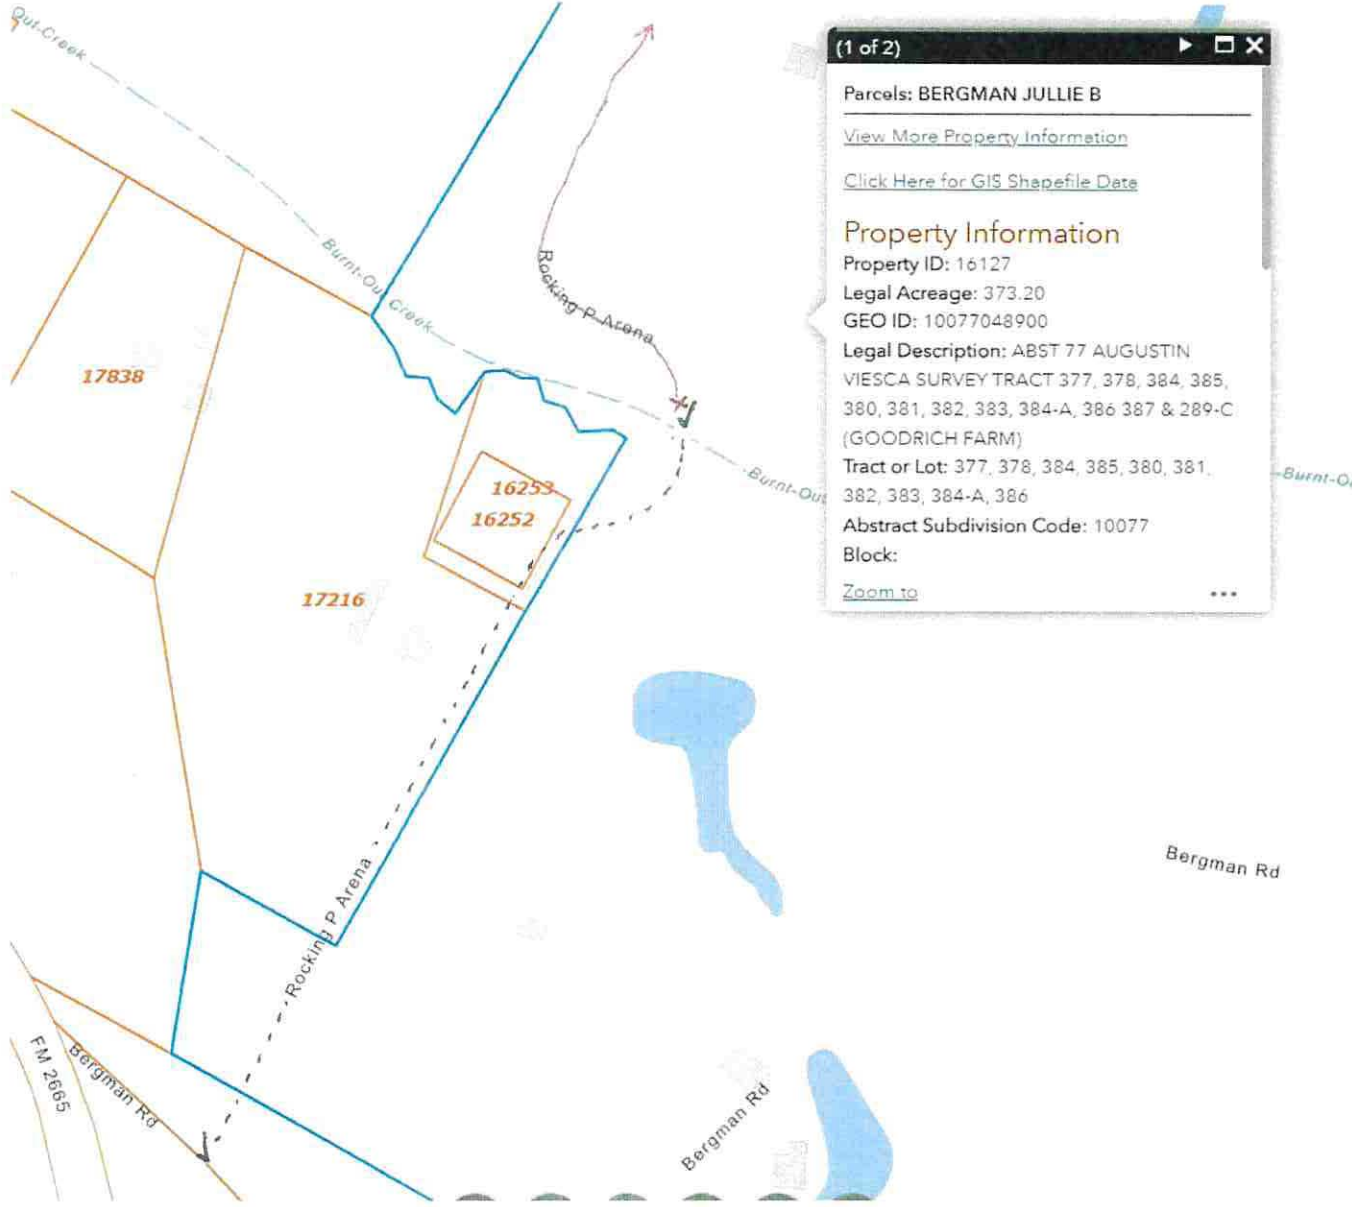 Out-Creek
Burnt-Out Creek
Rocking P Arena
17838
16253
16252
17216
Burnt-Out
Burnt-O
Rocking P Arena
Bergman Rd
FM 2665
Bergman Rd
Bergman Rd
(1 of 2)
Parcels: BERGMAN JULLIE B
View More Property Information
Click Here for GIS Shapefile Data
Property Information
Property ID: 16127
Legal Acreage: 373.20
GEO ID: 10077048900
Legal Description: ABST 77 AUGUSTIN
VIESCA SURVEY TRACT 377, 378, 384, 385,
380, 381, 382, 383, 384-A, 386 387 & 289-C
(GOODRICH FARM)
Tract or Lot: 377, 378, 384, 385, 380, 381,
382, 383, 384-A, 386
Abstract Subdivision Code: 10077
Block:
Zoom to